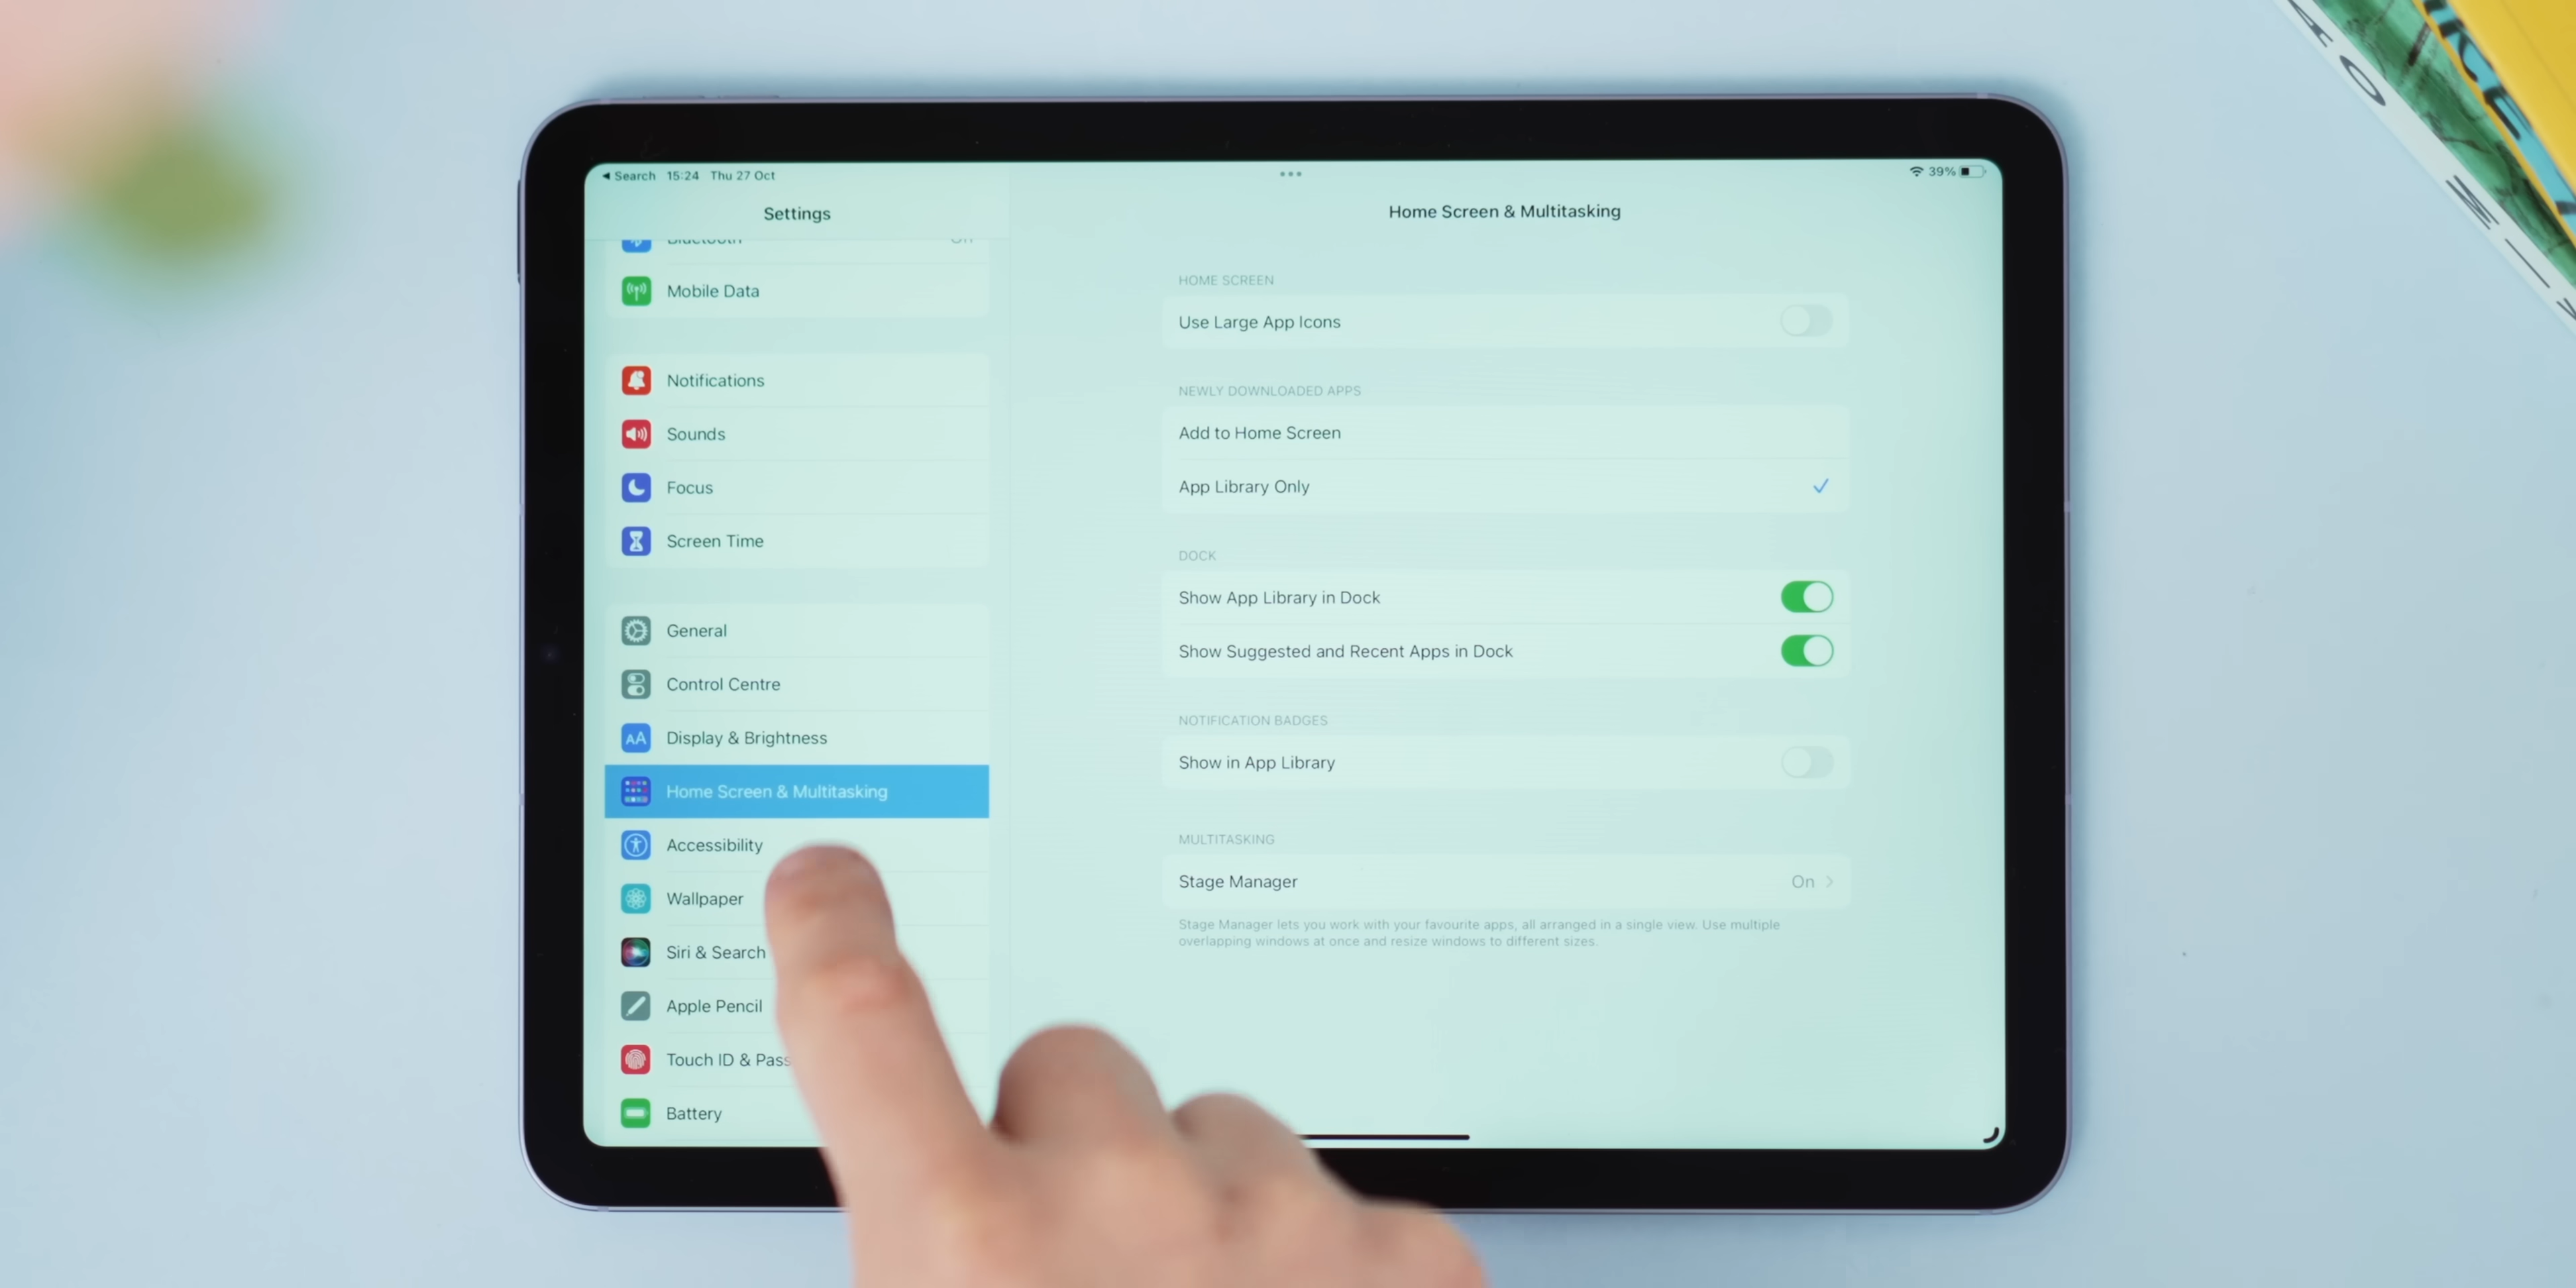 Search 15:24 Thu 27 Oct
39%
Settings
Bluetooth On
Mobile Data
Notifications
Sounds
Focus
Screen Time
General
Control Centre
AA Display & Brightness
Home Screen & Multitasking
Accessibility
Wallpaper
Siri & Search
Apple Pencil
Touch ID & Pass
Battery
Home Screen & Multitasking
HOME SCREEN
Use Large App Icons
NEWLY DOWNLOADED APPS
Add to Home Screen
App Library Only
DOCK
Show App Library in Dock
Show Suggested and Recent Apps in Dock
NOTIFICATION BADGES
Show in App Library
MULTITASKING
Stage Manager On
Stage Manager lets you work with your favourite apps, all arranged in a single view. Use multiple
overlapping windows at once and resize windows to different sizes.